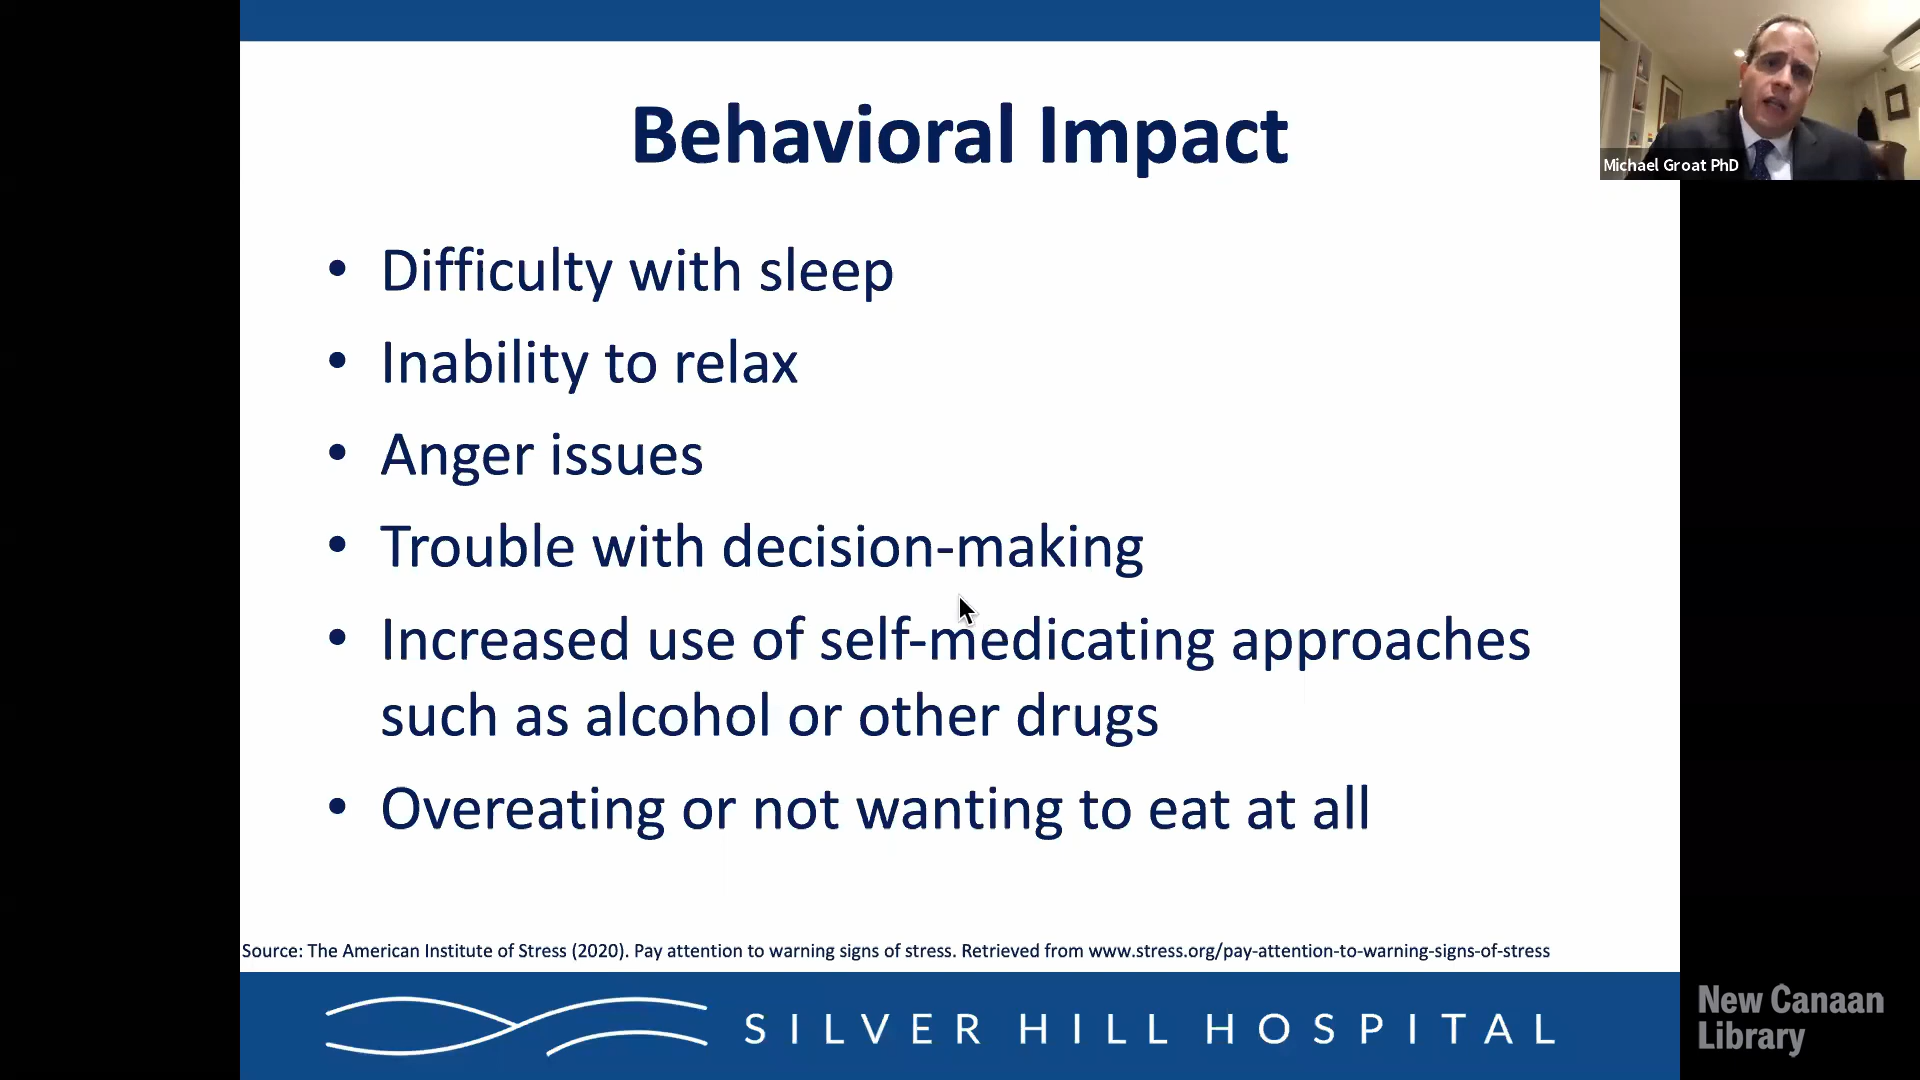 Behavioral Impact
Michael Groat PhD
• Difficulty with sleep
• Inability to relax
• Anger issues
• Trouble with decision-making
• Increased use of self-medicating approaches
such as alcohol or other drugs
• Overeating or not wanting to eat at all
Source: The American Institute of Stress (2020). Pay attention to warning signs of stress. Retrieved from www.stress.org/pay-attention-to-warning-signs-of-stress
SILVER HILL HOSPITAL
New Canaan
Library